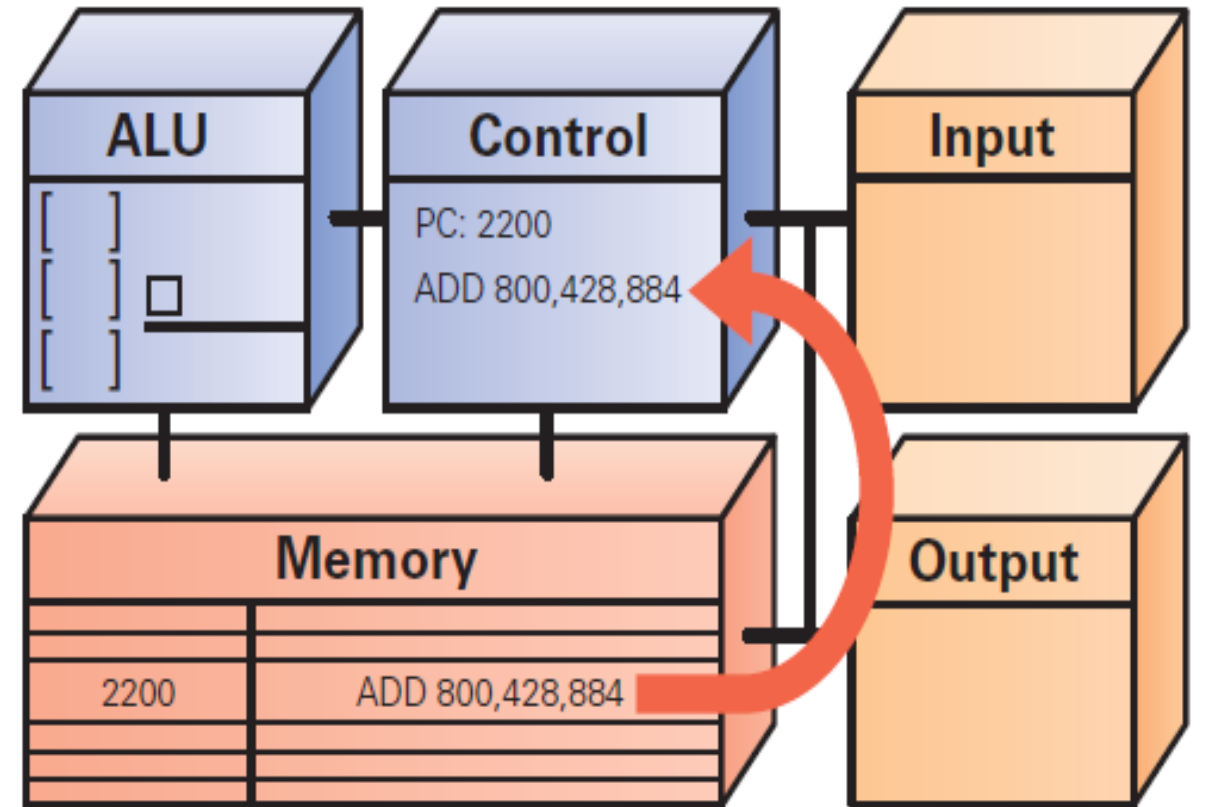 ALU
[ ]
[ ]
[ ]
Control
PC: 2200
ADD 800,428,884
Input
Memory
2200 ADD 800,428,884
Output